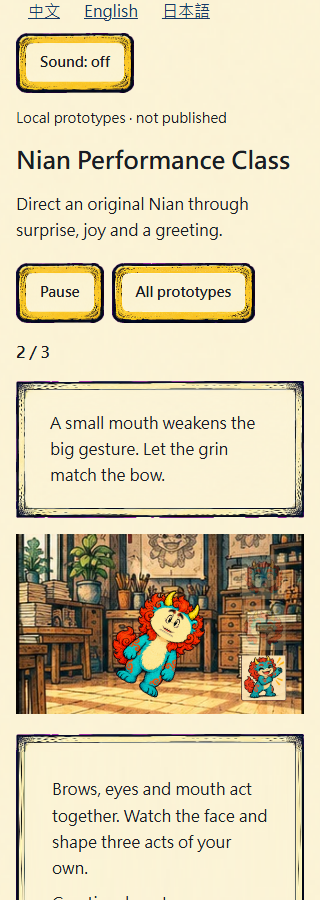 中文 English 日本語
Sound: off
Local prototypes · not published
Nian Performance Class
Direct an original Nian through
surprise, joy and a greeting.
Pause All prototypes
2 / 3
A small mouth weakens the
big gesture. Let the grin
match the bow.
Brows, eyes and mouth act
together. Watch the face and
shape three acts of your
own.